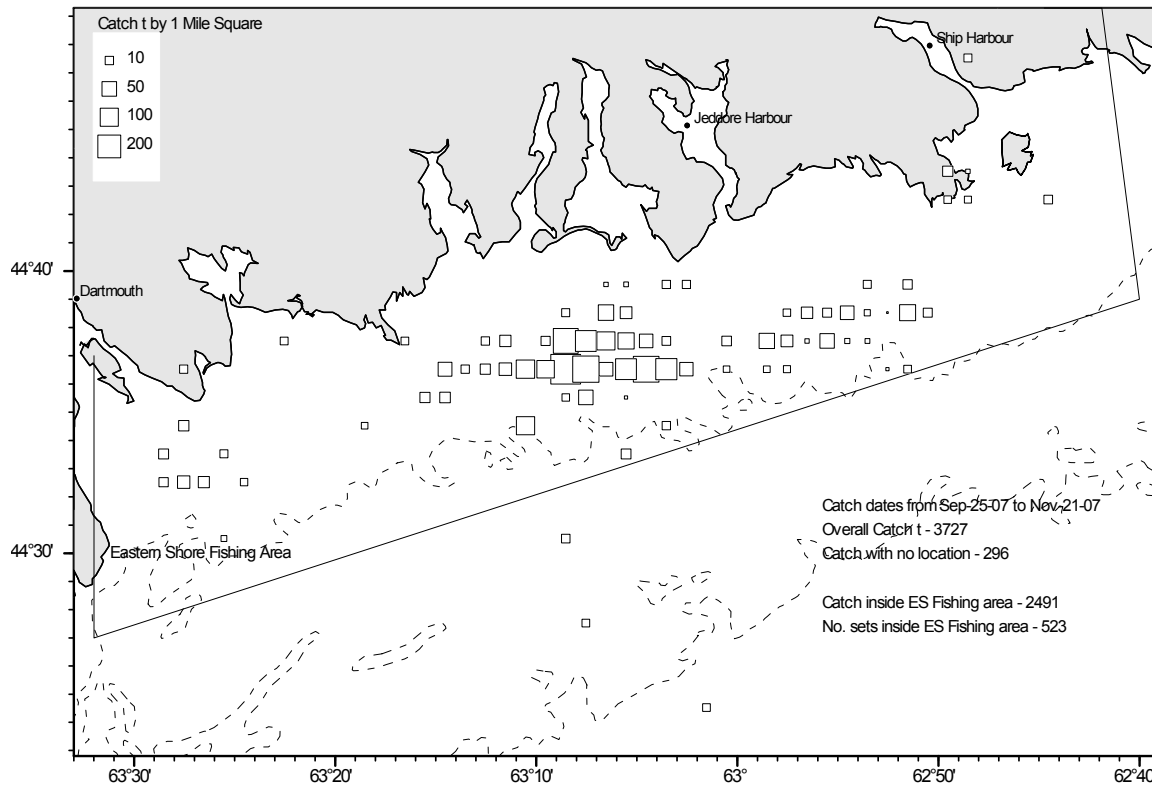 Catch t by 1 Mile Square
10
50
100
200
Ship Harbour
Jeddore Harbour
44°40'
Dartmouth
Catch dates from Sep-25-07 to Nov-21-07
Overall Catch t - 3727
44°30'
Eastern Shore Fishing Area
Catch with no location - 296
Catch inside ES Fishing area - 2491
No. sets inside ES Fishing area - 523
63°30'
63°20'
63°10'
63°
62°50'
62°40'